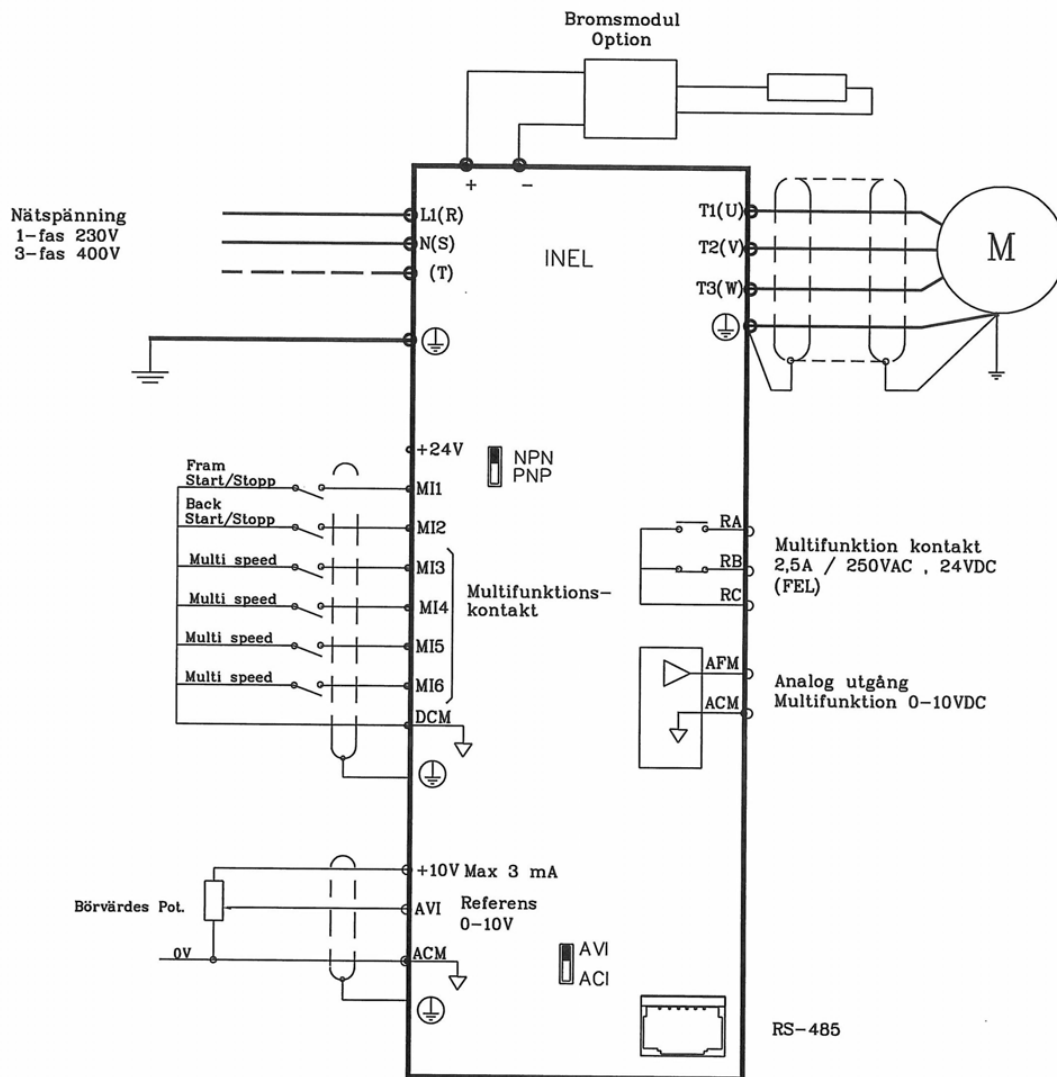 Bromsmodul
Option
+ -
Nätspänning
1-fas 230V
3-fas 400V
L1(R)
N(S)
(T)
INEL
T1(U)
T2(V)
T3(W)
M
+24V
NPN
PNP
Fram
Start/Stopp
MI1
Back
Start/Stopp
MI2
Multi speed
MI3
Multi speed
MI4
Multi speed
MI5
Multi speed
MI6
Multifunktions-
kontakt
DCM
RA
RB
RC
Multifunktion kontakt
2,5A / 250VAC , 24VDC
(FEL)
AFM
ACM
Analog utgång
Multifunktion 0-10VDC
+10V Max 3 mA
Börvärdes Pot.
AVI
Referens
0-10V
0V
ACM
AVI
ACI
RS-485